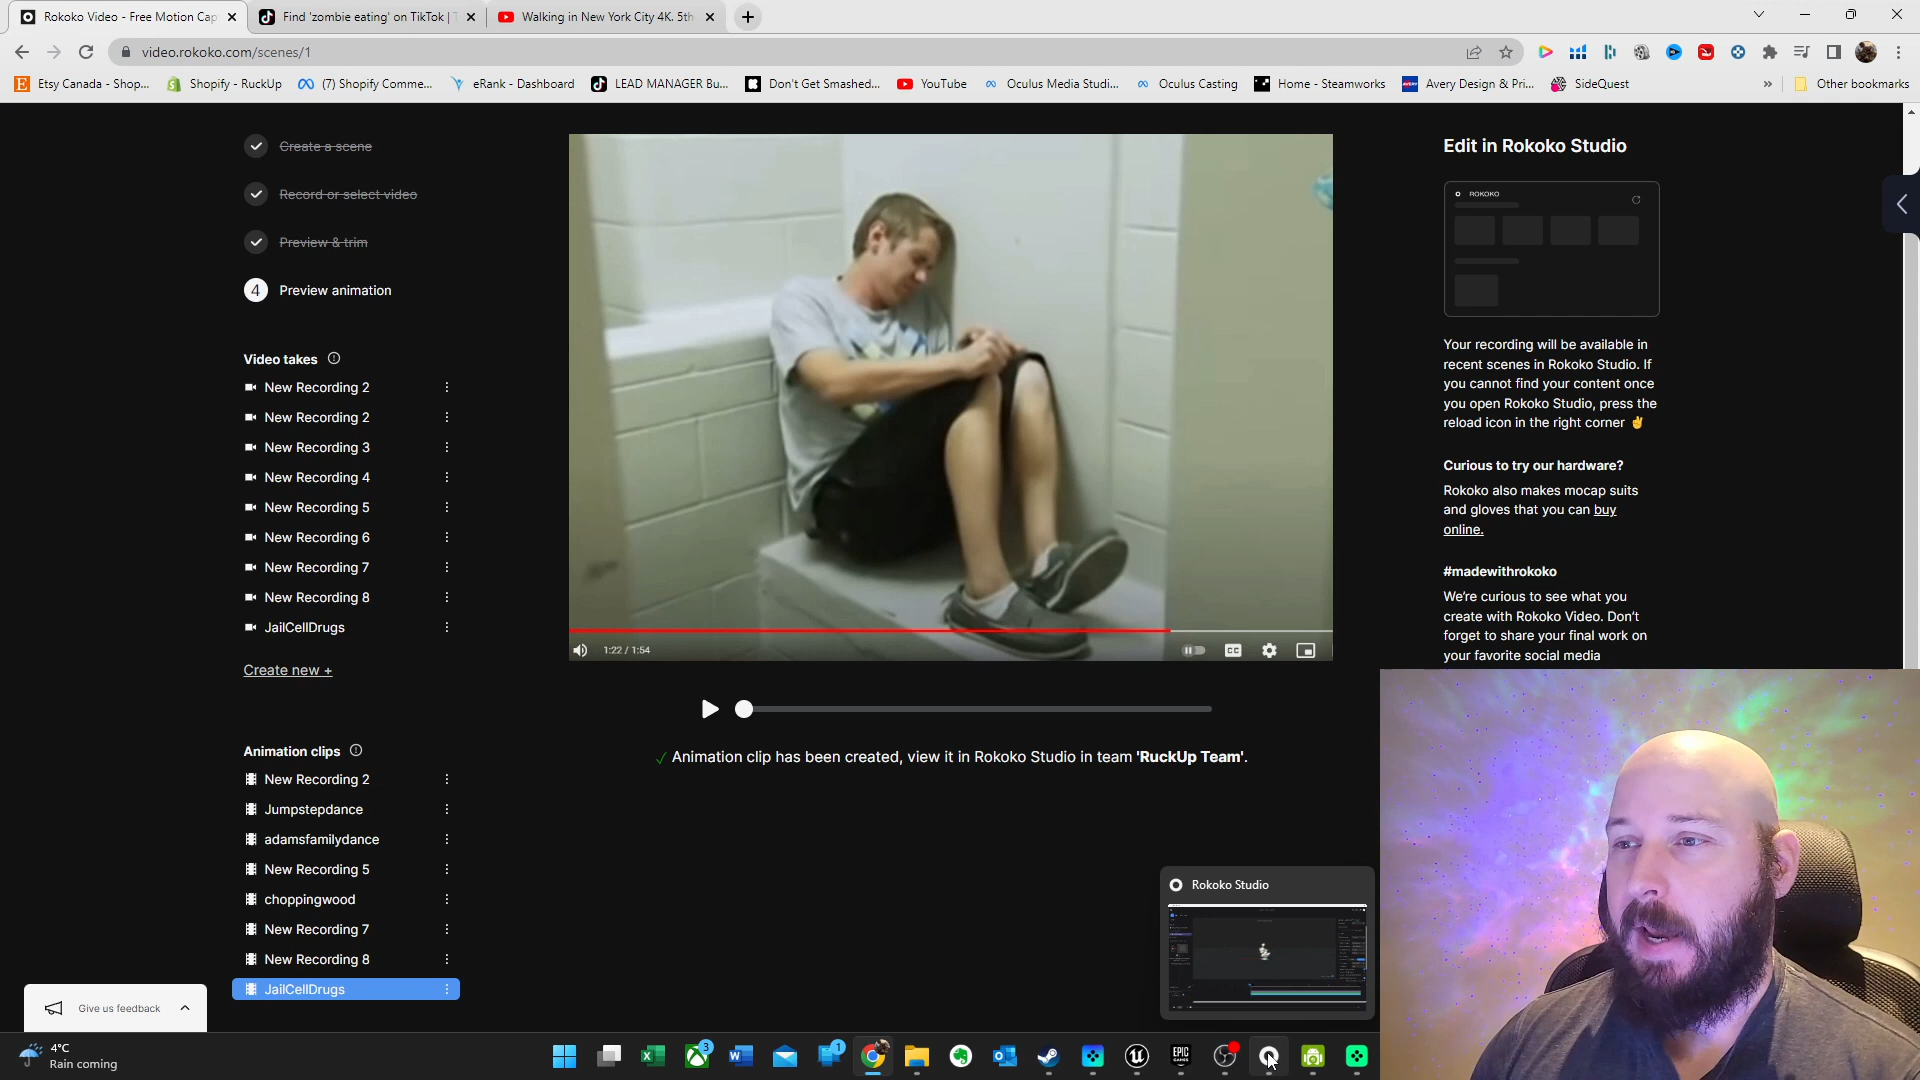 Rokoko Video - Free Motion Cap
Find 'zombie eating' on TikTok | T
Walking in New York City 4K. 5th
video.rokoko.com/scenes/1
Etsy Canada - Shop...
Shopify - RuckUp
(7) Shopify Comme...
eRank - Dashboard
LEAD MANAGER Bu...
Don't Get Smashed...
YouTube
Oculus Media Studi...
Oculus Casting
Home - Steamworks
Avery Design & Pri...
SideQuest
»
Other bookmarks
Create a scene
Record or select video
Preview & trim
4 Preview animation
Video takes
New Recording 2
New Recording 2
New Recording 3
New Recording 4
New Recording 5
New Recording 6
New Recording 7
New Recording 8
JailCellDrugs
Create new +
Animation clips
New Recording 2
Jumpstepdance
adamsfamilydance
New Recording 5
choppingwood
New Recording 7
New Recording 8
JailCellDrugs
Give us feedback
1:22 / 1:54
CC
Animation clip has been created, view it in Rokoko Studio in team 'RuckUp Team'.
Edit in Rokoko Studio
ROKOKO
Your recording will be available in
recent scenes in Rokoko Studio. If
you cannot find your content once
you open Rokoko Studio, press the
reload icon in the right corner ✌
Curious to try our hardware?
Rokoko also makes mocap suits
and gloves that you can buy
online.
#madewithrokoko
We're curious to see what you
create with Rokoko Video. Don't
forget to share your final work on
your favorite social media
Rokoko Studio
4°C
Rain coming
3
1
EPIC
GAMES